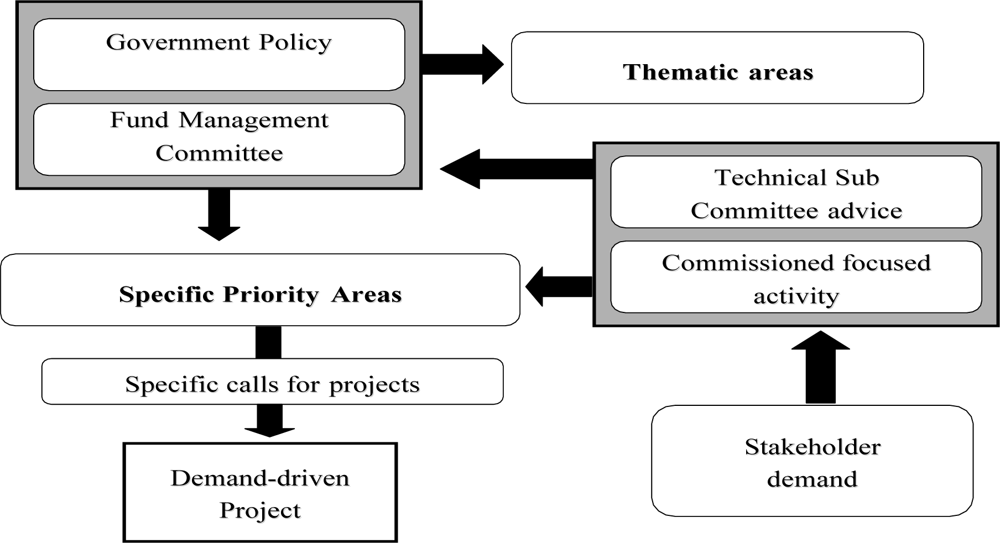 Government Policy
Thematic areas
Fund Management
Committee
Technical Sub
Committee advice
Commissioned focused
activity
Specific Priority Areas
Specific calls for projects
Stakeholder
demand
Demand-driven
Project